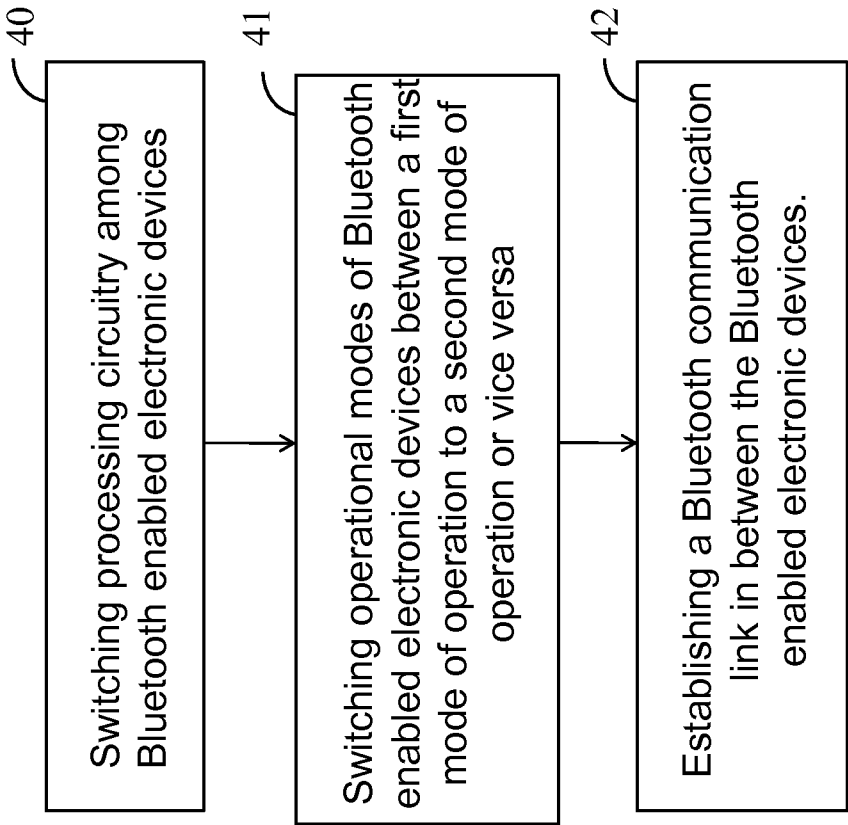 40
Switching processing circuitry among
Bluetooth enabled electronic devices
41
Switching operational modes of Bluetooth
enabled electronic devices between a first
mode of operation to a second mode of
operation or vice versa
42
Establishing a Bluetooth communication
link in between the Bluetooth
enabled electronic devices.